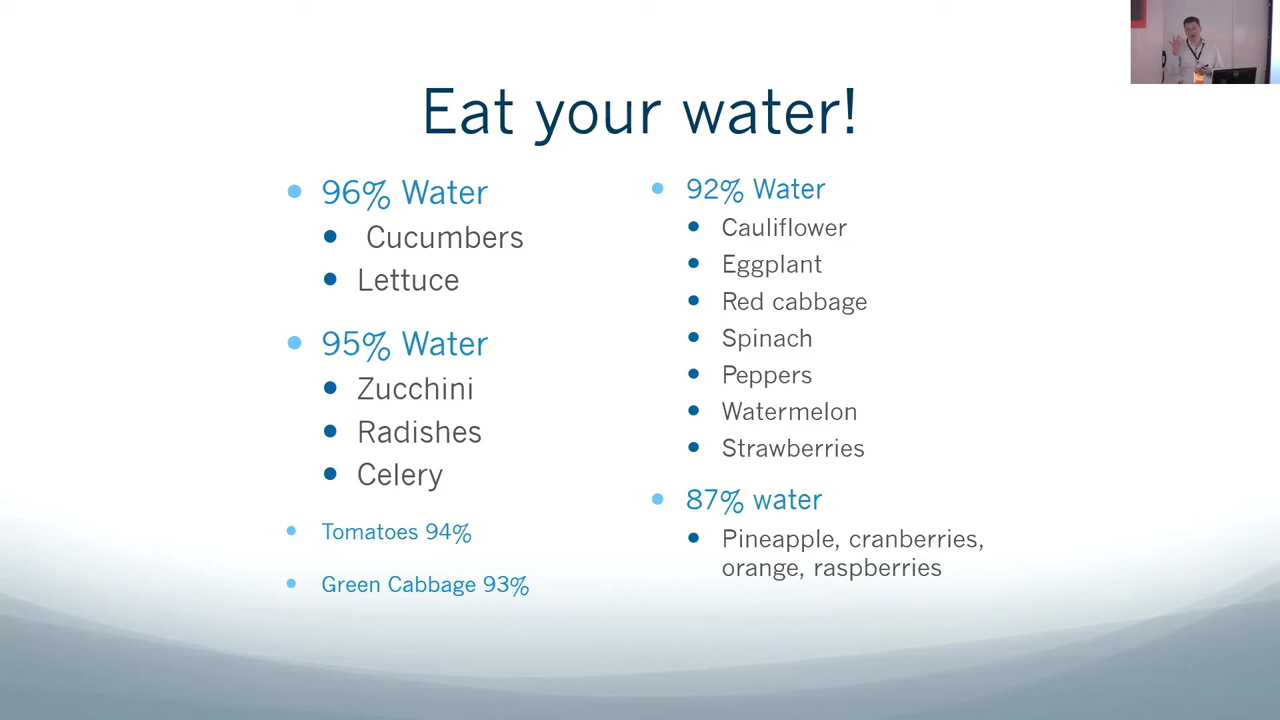 Eat your water!
96% Water
Cucumbers
Lettuce
95% Water
Zucchini
Radishes
Celery
Tomatoes 94%
Green Cabbage 93%
92% Water
Cauliflower
Eggplant
Red cabbage
Spinach
Peppers
Watermelon
Strawberries
87% water
Pineapple, cranberries,
orange, raspberries